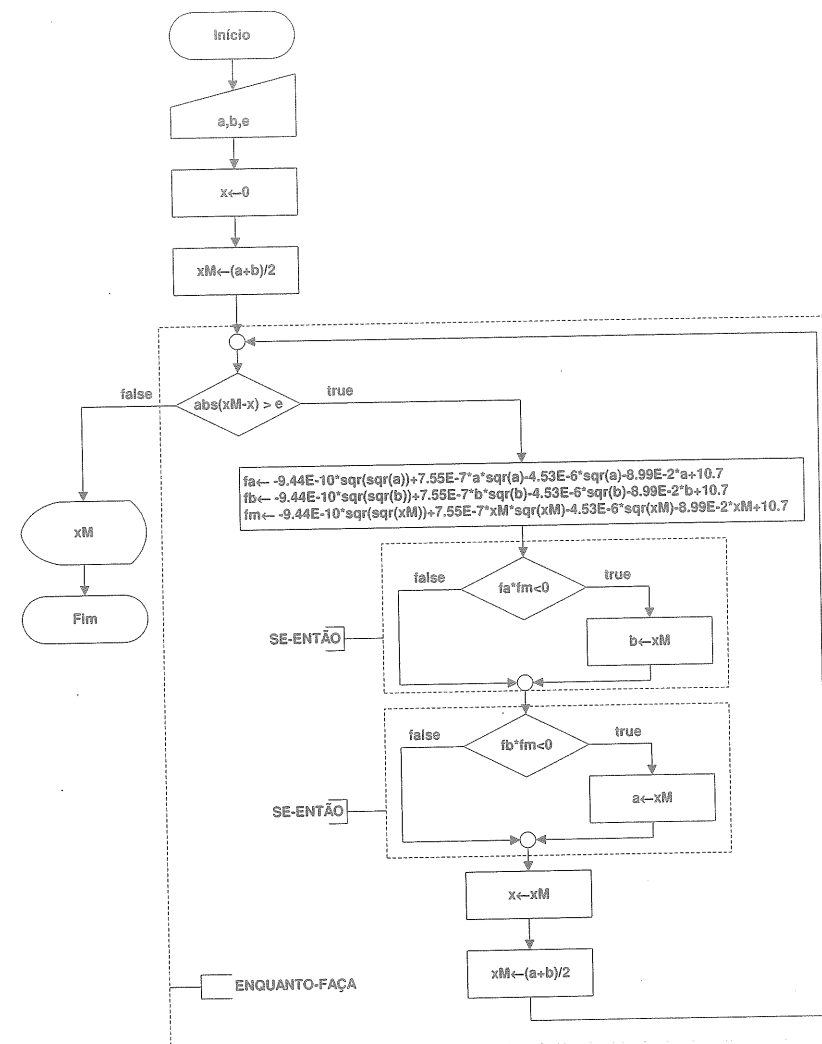 Início
a,b,e
x←0
xM←(a+b)/2
false
true
abs(xM-x) > e
fa← -9.44E-10*sqr(sqr(a))+7.55E-7*a*sqr(a)-4.53E-6*sqr(a)-8.99E-2*a+10.7
fb← -9.44E-10*sqr(sqr(b))+7.55E-7*b*sqr(b)-4.53E-6*sqr(b)-8.99E-2*b+10.7
fm← -9.44E-10*sqr(sqr(xM))+7.55E-7*xM*sqr(xM)-4.53E-6*sqr(xM)-8.99E-2*xM+10.7
xM
Fim
false
true
fa*fm<0
SE-ENTÃO
b←xM
false
true
fb*fm<0
SE-ENTÃO
a←xM
x←xM
xM←(a+b)/2
ENQUANTO-FAÇA